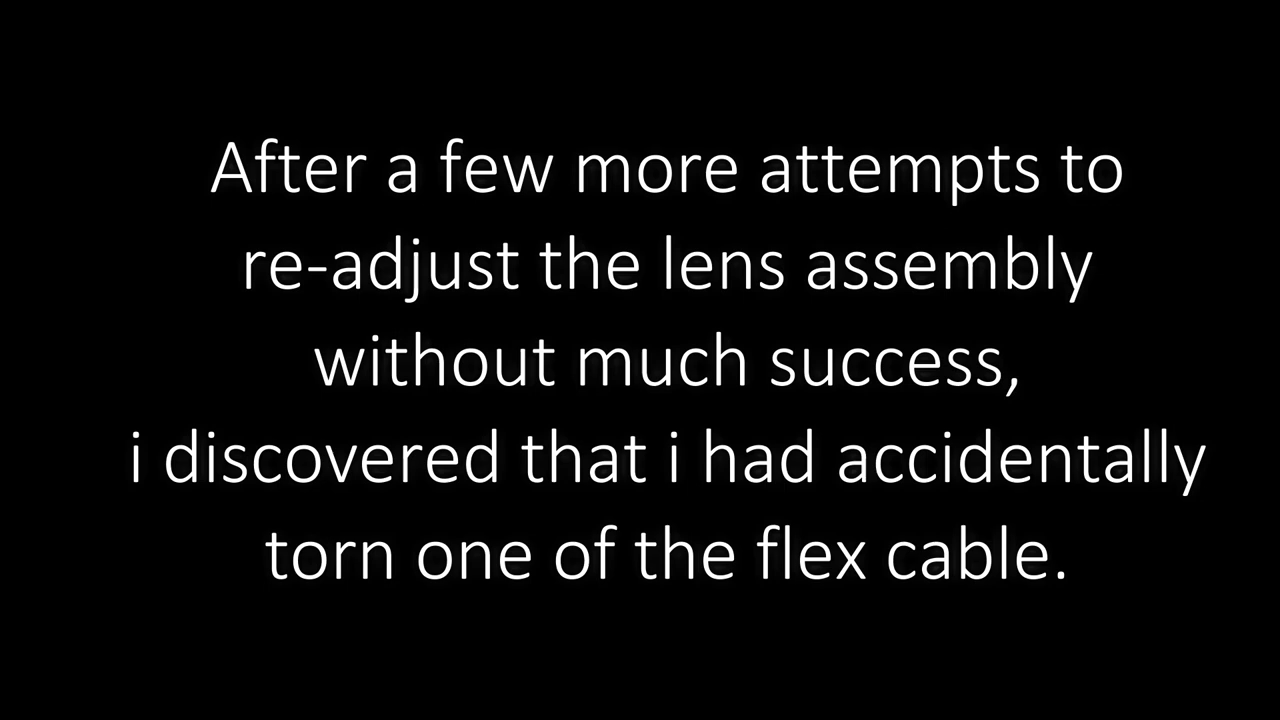 After a few more attempts to
re-adjust the lens assembly
without much success,
i discovered that i had accidentally
torn one of the flex cable.